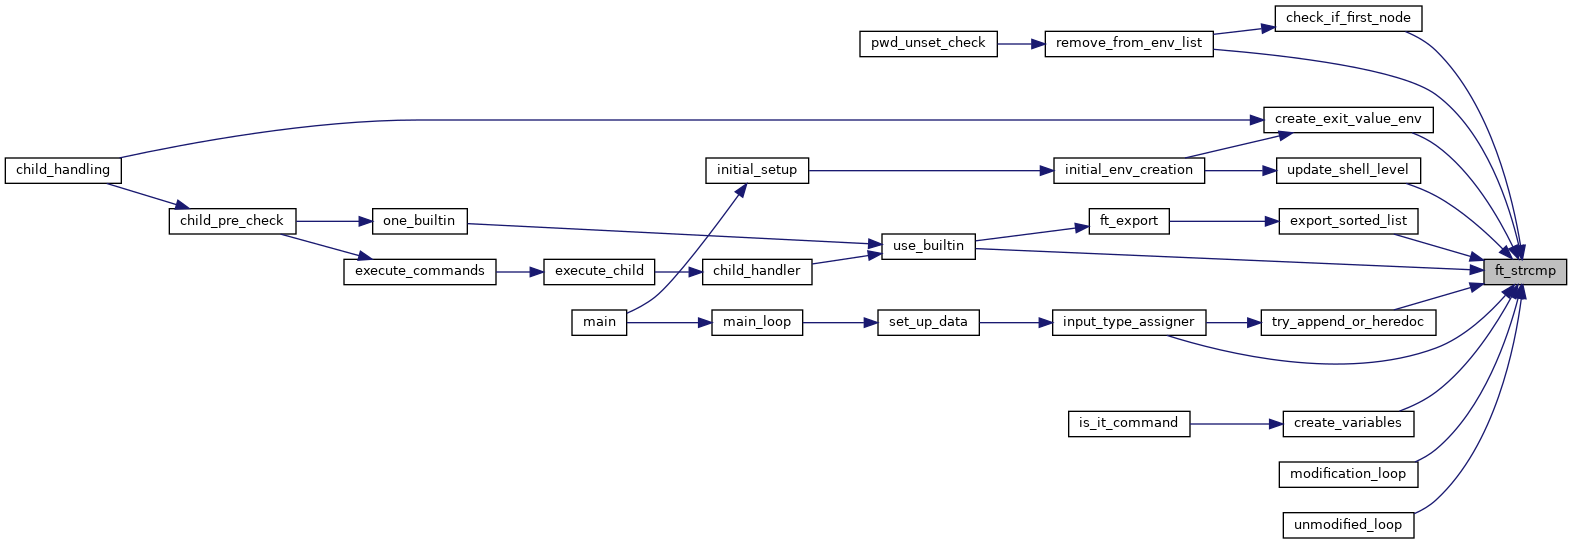 check_if_first_node
pwd_unset_check
remove_from_env_list
create_exit_value_env
child_handling
initial_setup
initial_env_creation
update_shell_level
child_pre_check
one_builtin
ft_export
export_sorted_list
use_builtin
execute_commands
execute_child
child_handler
ft_strcmp
main
main_loop
set_up_data
input_type_assigner
try_append_or_heredoc
is_it_command
create_variables
modification_loop
unmodified_loop